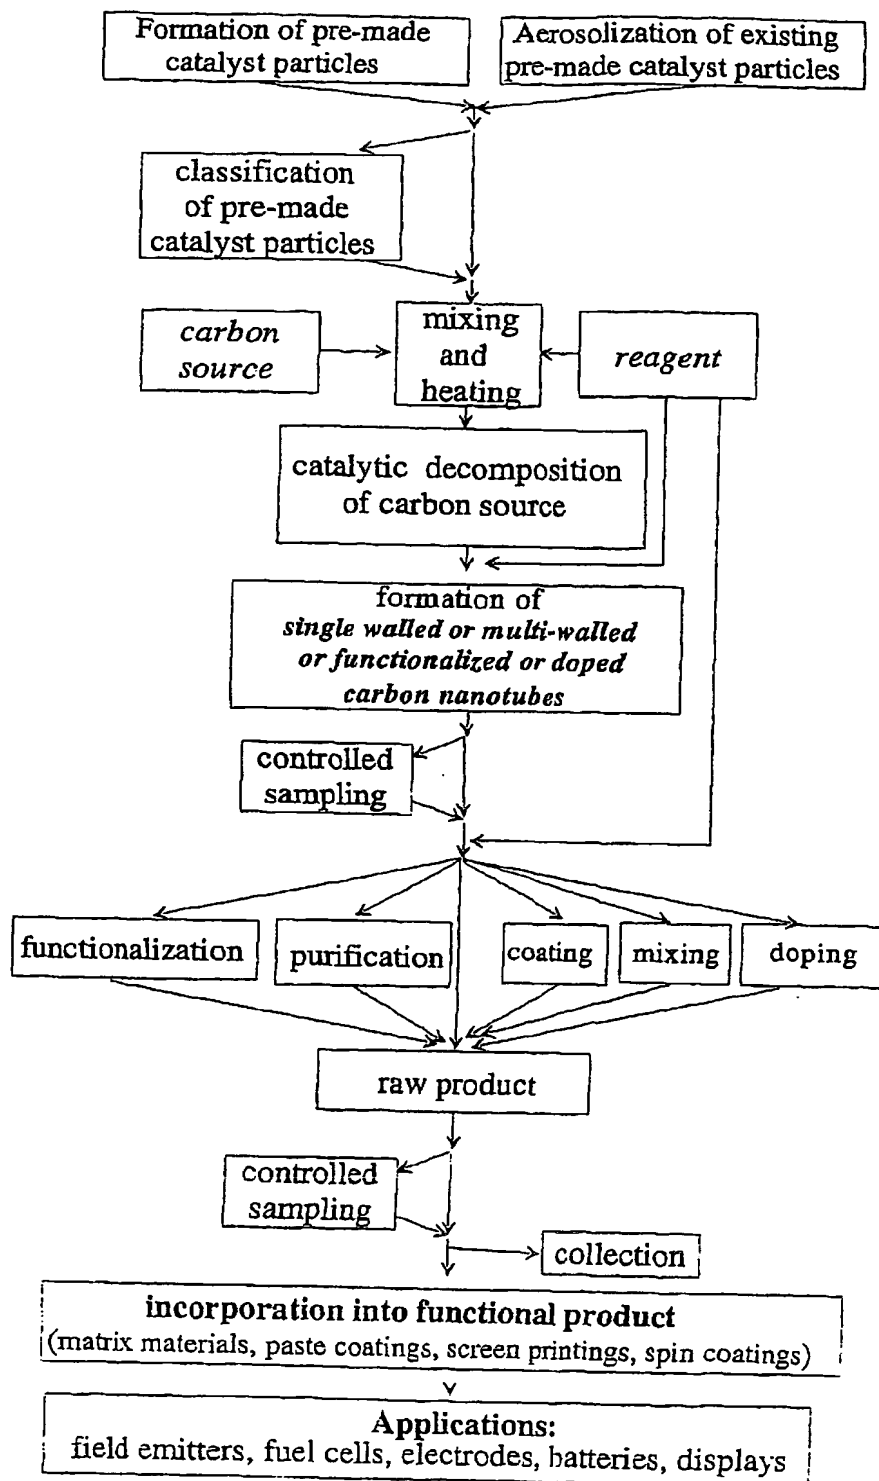 Formation of pre-made
catalyst particles
Aerosolization of existing
pre-made catalyst particles
classification
of pre-made
catalyst particles
carbon
source
mixing
and
heating
reagent
catalytic decomposition
of carbon source
formation of
single walled or multi-walled
or functionalized or doped
carbon nanotubes
controlled
sampling
functionalization
purification
coating
mixing
doping
raw product
controlled
sampling
collection
incorporation into functional product
(matrix materials, paste coatings, screen printings, spin coatings)
Applications:
field emitters, fuel cells, electrodes, batteries, displays